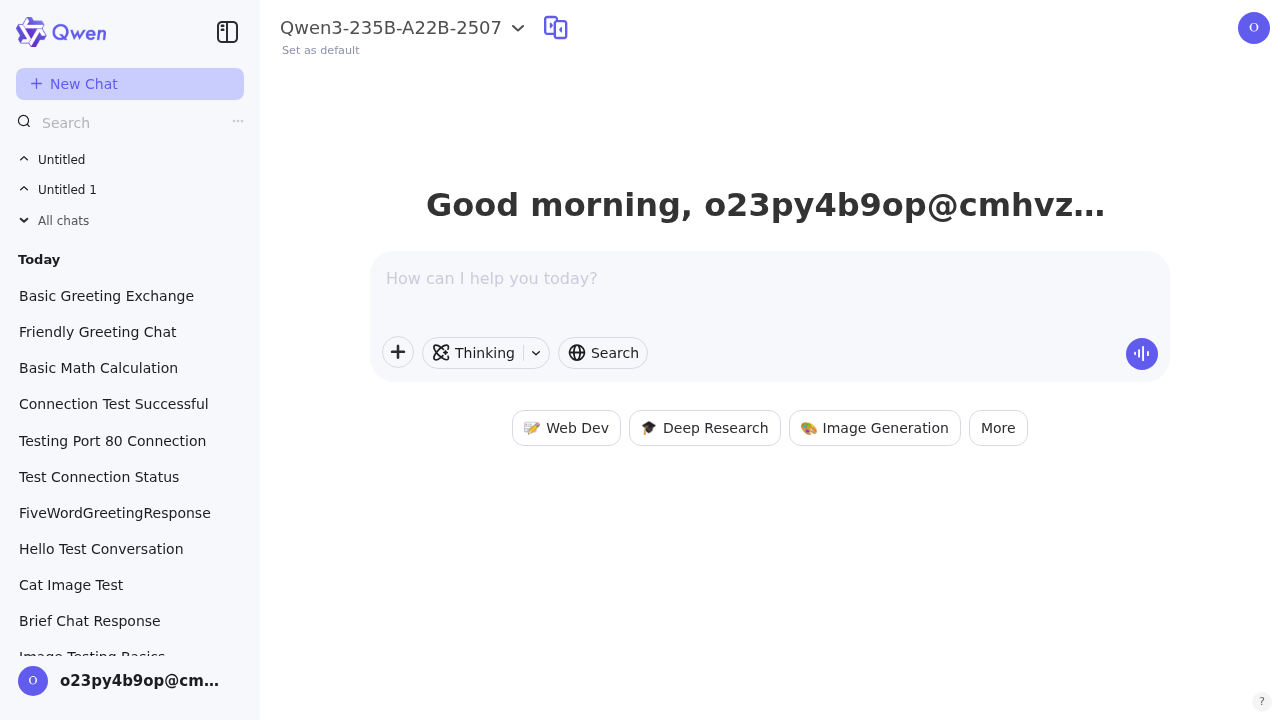 Qwen
New Chat
Search
Untitled
Untitled 1
All chats
Today
Basic Greeting Exchange
Friendly Greeting Chat
Basic Math Calculation
Connection Test Successful
Testing Port 80 Connection
Test Connection Status
FiveWordGreetingResponse
Hello Test Conversation
Cat Image Test
Brief Chat Response
Image Testing Basics
O
o23py4b9op@cm...
Qwen3-235B-A22B-2507
Set as default
O
Good morning, o23py4b9op@cmhvz...
How can I help you today?
Thinking
Search
Web Dev
Deep Research
Image Generation
More
?